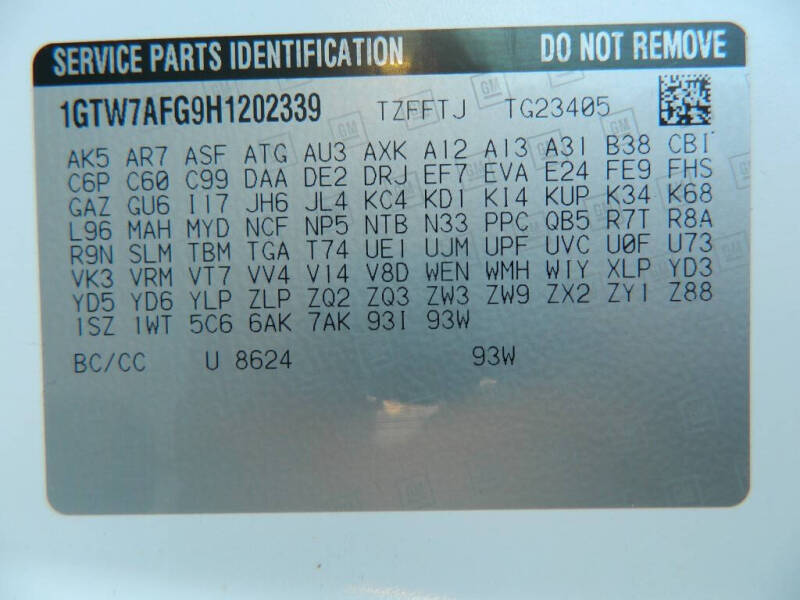 SERVICE PARTS IDENTIFICATION DO NOT REMOVE
1GTW7AFG9H1202339 TZFFTJ TG23405
AK5 AR7 ASF ATG AU3 AXK A12 A13 A31 B38 CBI
C6P C60 C99 DAA DE2 DRJ EF7 EVA E24 FE9 FHS
GAZ GU6 I17 JH6 JL4 KC4 KD1 KI4 KUP K34 K68
L96 MAH MYD NCF NP5 NTB N33 PPC QB5 R7T R8A
R9N SLM TBM TGA T74 UE1 UJM UPF UVC U0F U73
VK3 VRM VT7 VV4 V14 V8D WEN WMH WIY XLP YD3
YD5 YD6 YLP ZLP ZQ2 ZQ3 ZW3 ZW9 ZX2 ZY1 Z88
1SZ 1WT 5C6 6AK 7AK 93I 93W
BC/CC U 8624 93W